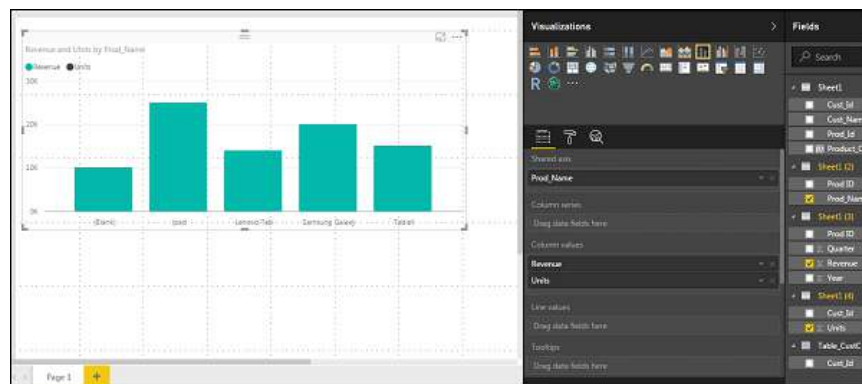 Revenue and Units by Prod_Name
Revenue Units
30K
20K
10K
0K
(Blank) Ipad Lenovo Tab Samsung Galaxy Tablet
Page 1
+
Visualizations
R
Shared axis
Prod_Name
Column series
Drag data fields here
Column values
Revenue
Units
Line values
Drag data fields here
Tooltips
Drag data fields here
Fields
Search
Sheet1
Cust_Id
Cust_Nam
Prod_Id
Product_C
Sheet1 (2)
Prod ID
Prod_Nam
Sheet1 (3)
Prod ID
Quarter
Revenue
Year
Sheet1 (4)
Cust_Id
Units
Table_CustC
Cust_Id